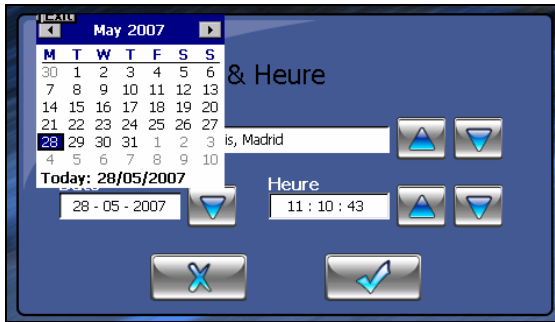 Exit
May 2007
M T W T F S S
30 1 2 3 4 5 6
7 8 9 10 11 12 13
14 15 16 17 18 19 20
21 22 23 24 25 26 27
28 29 30 31 1 2 3
4 5 6 7 8 9 10
Today: 28/05/2007
& Heure
is, Madrid
Date
Heure
28 - 05 - 2007
11 : 10 : 43